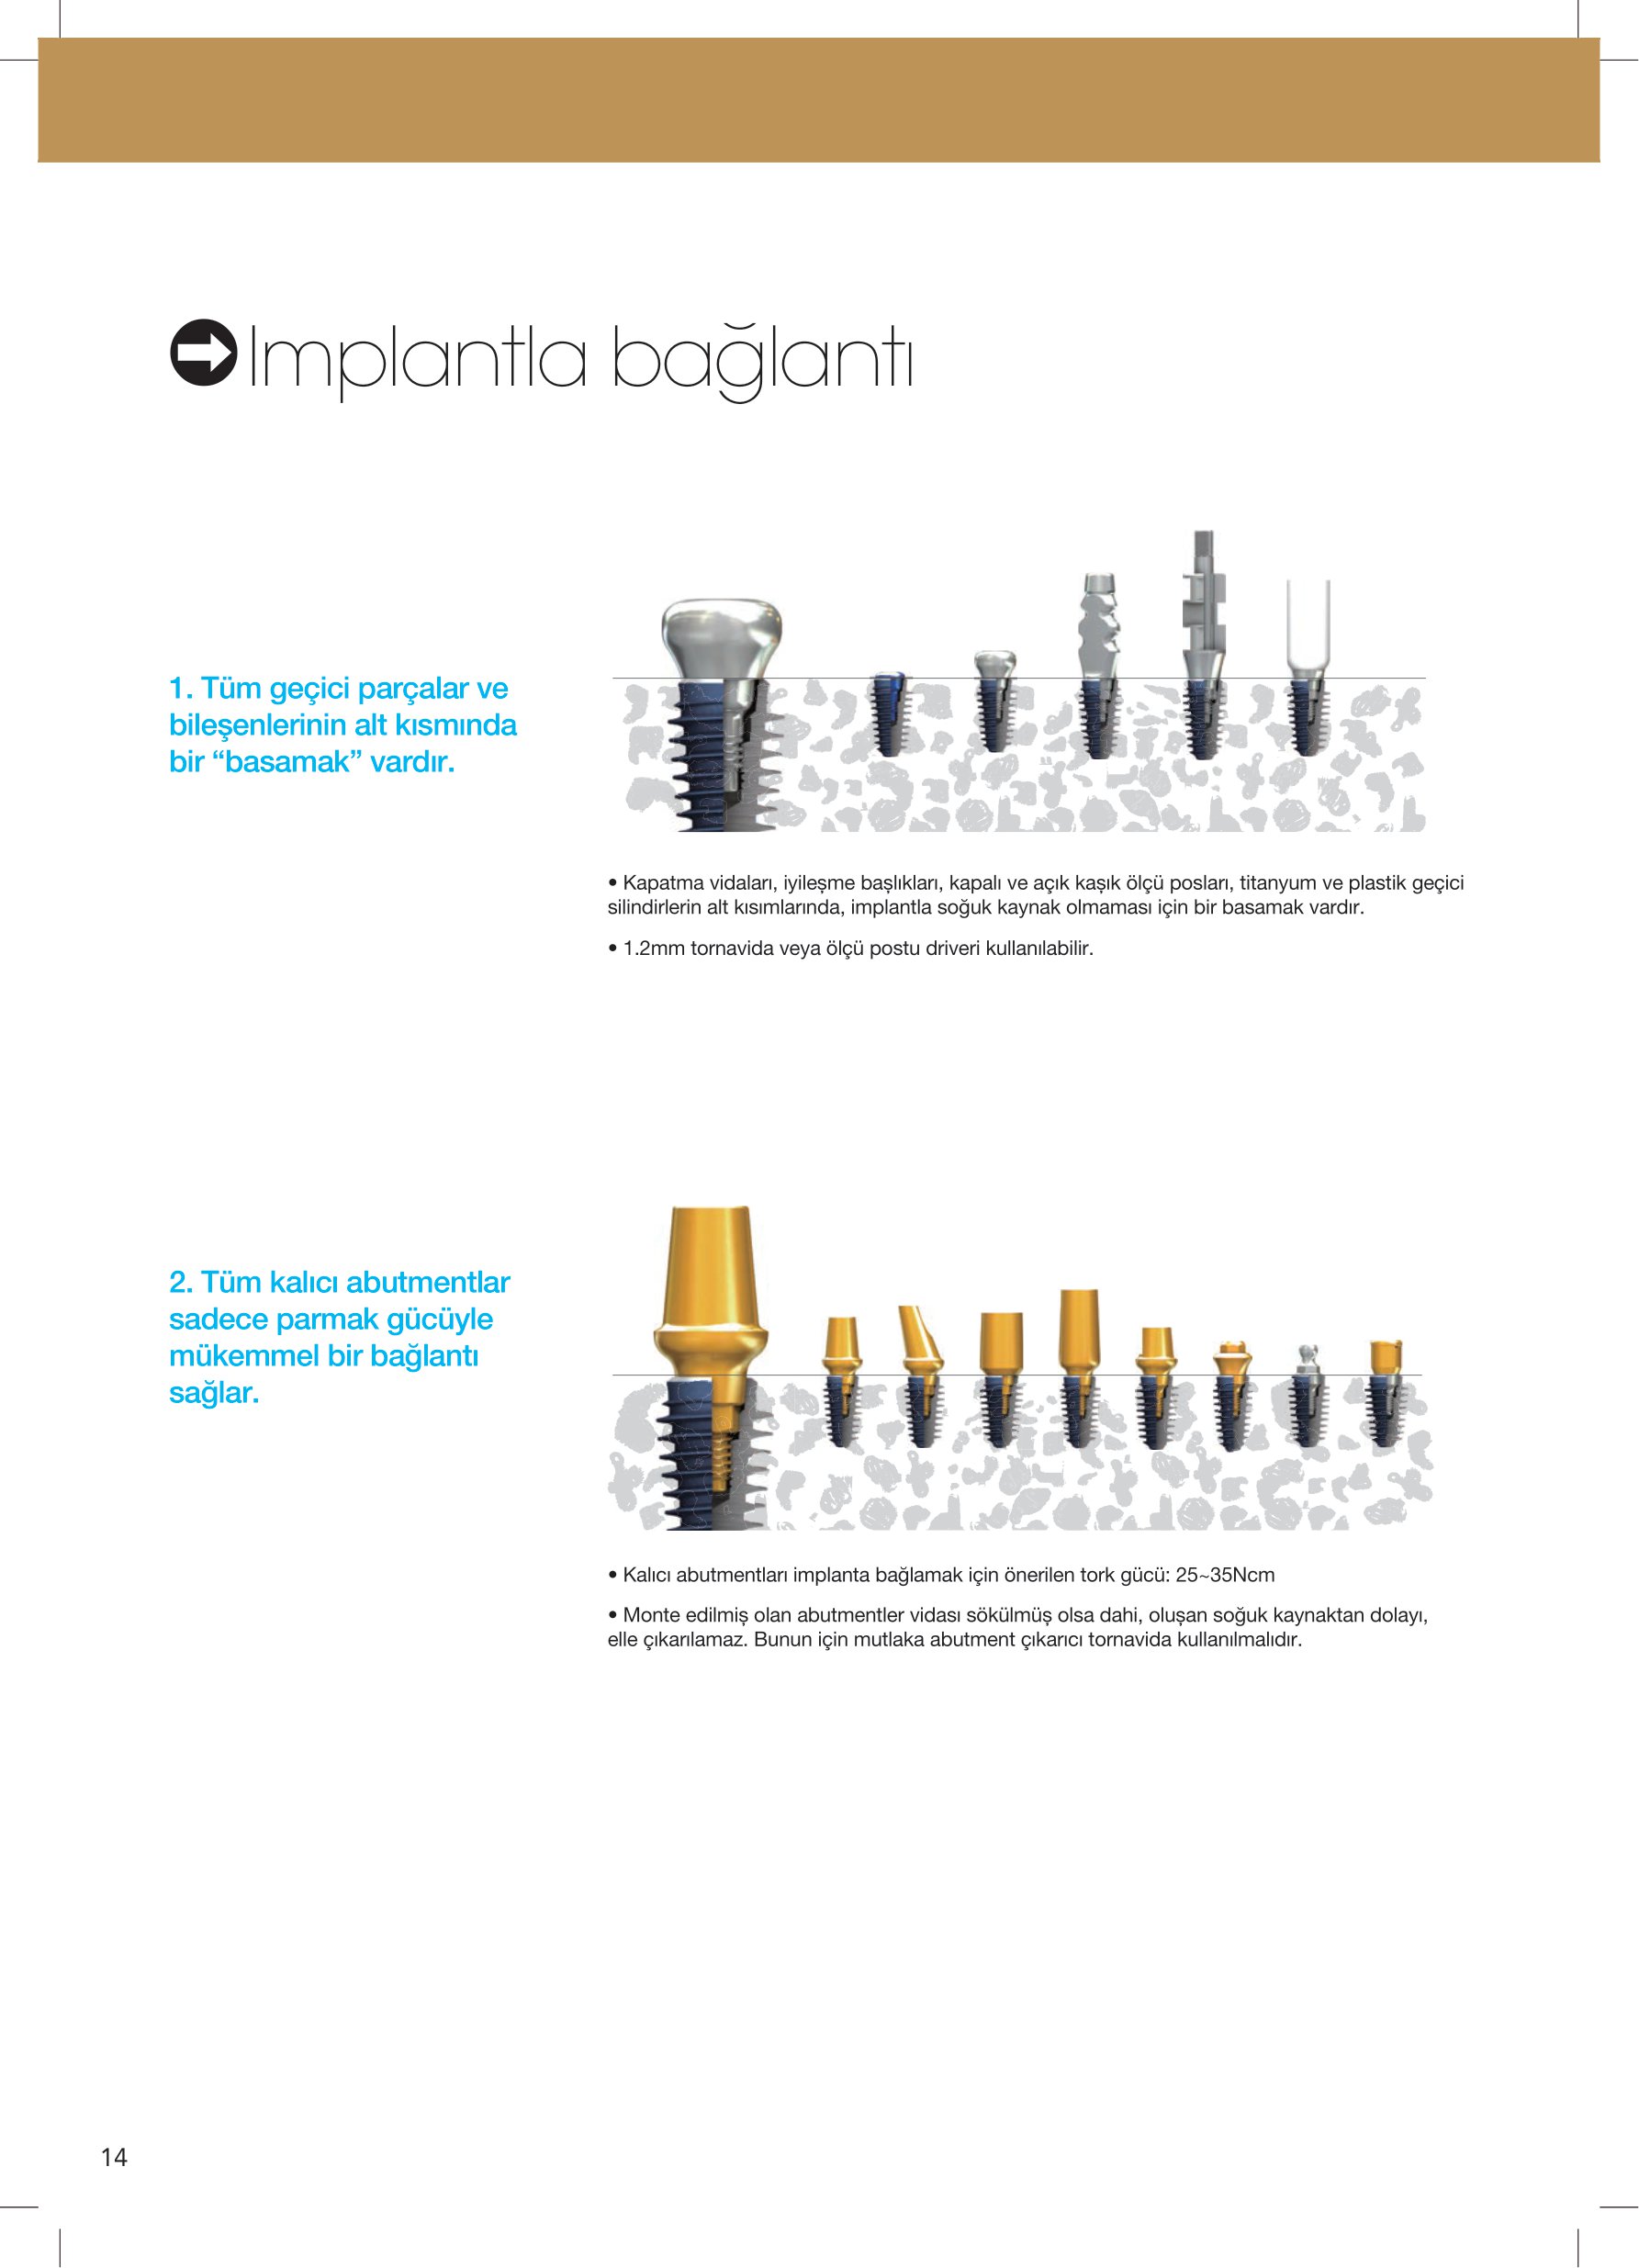 Implantla bağlantı
1. Tüm geçici parçalar ve
bileşenlerinin alt kısmında
bir “basamak” vardır.
• Kapatma vidaları, iyileşme başlıkları, kapalı ve açık kaşık ölçü posları, titanyum ve plastik geçici
silindirlerin alt kısımlarında, implantla soğuk kaynak olmaması için bir basamak vardır.
• 1.2mm tornavida veya ölçü postu driveri kullanılabilir.
2. Tüm kalıcı abutmentlar
sadece parmak gücüyle
mükemmel bir bağlantı
sağlar.
• Kalıcı abutmentları implanta bağlamak için önerilen tork gücü: 25~35Ncm
• Monte edilmiş olan abutmentler vidası sökülmüş olsa dahi, oluşan soğuk kaynaktan dolayı,
elle çıkarılamaz. Bunun için mutlaka abutment çıkarıcı tornavida kullanılmalıdır.
14